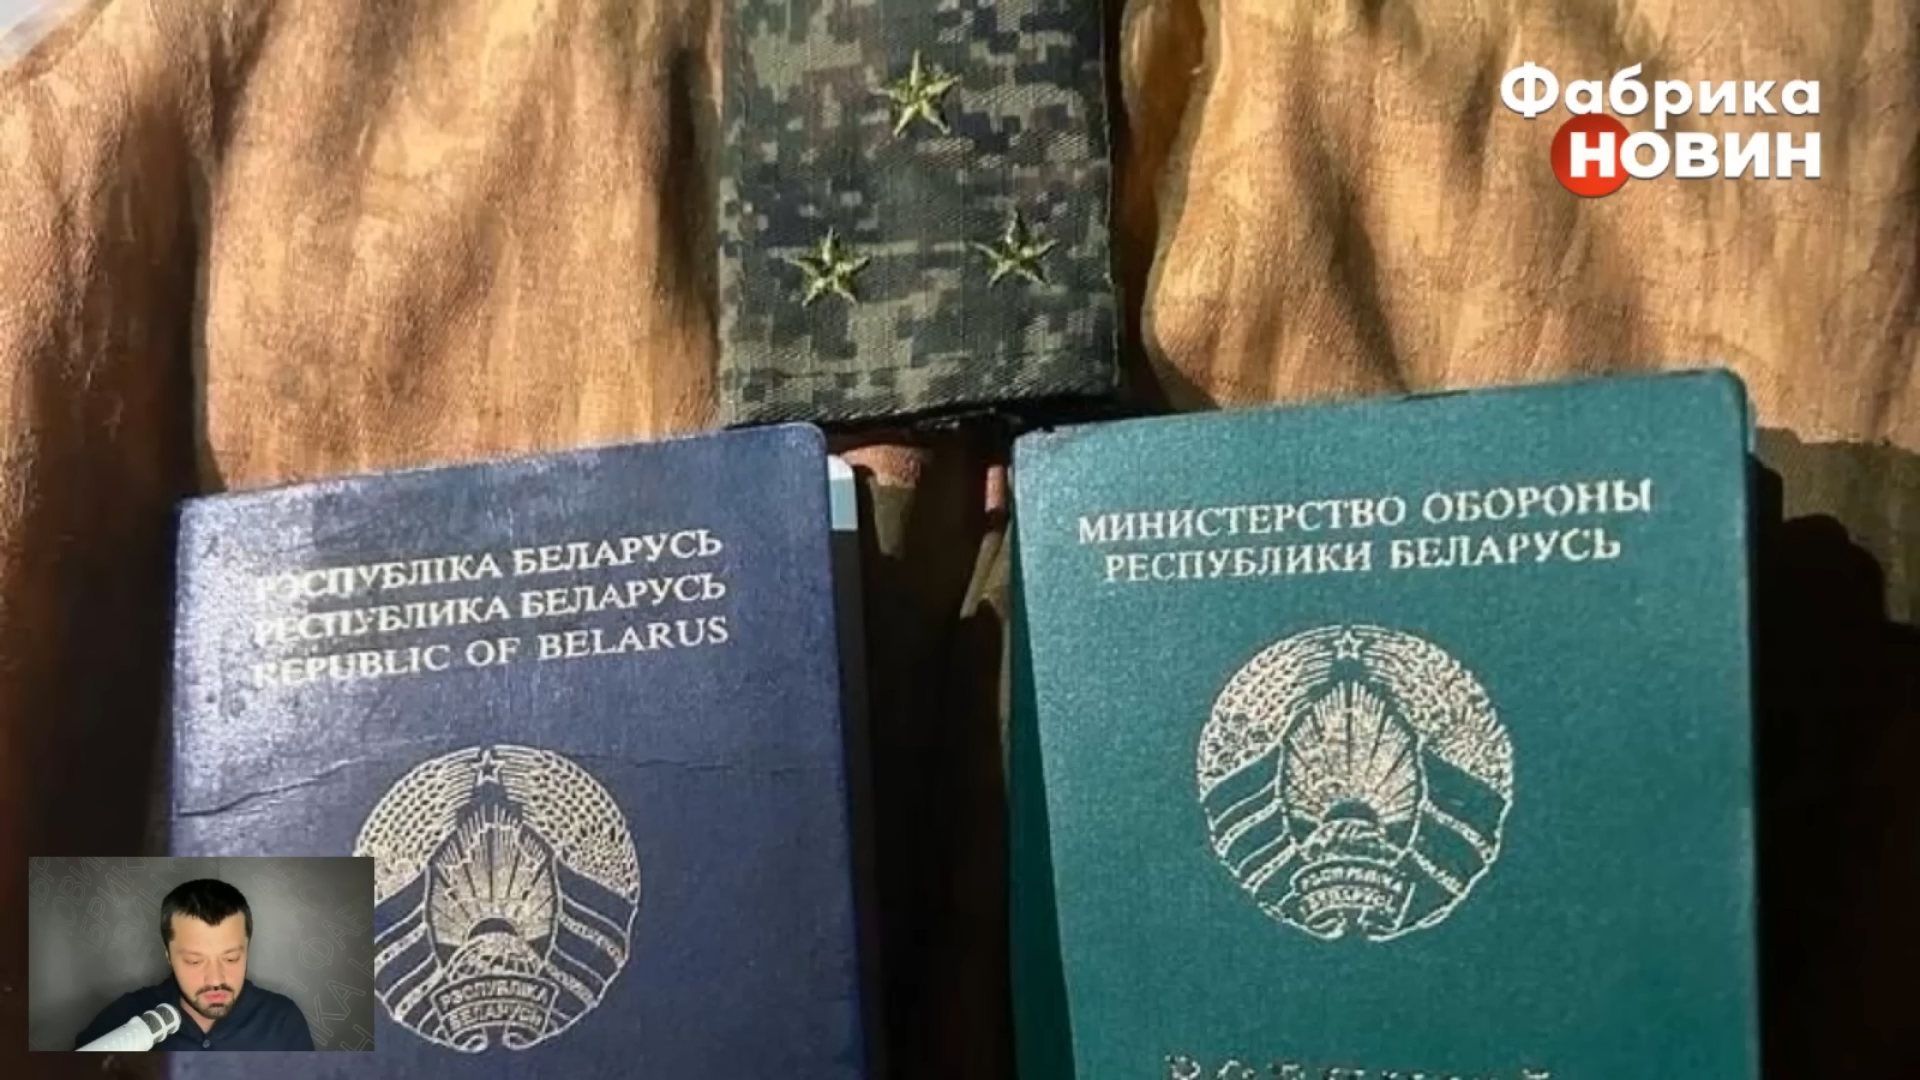 Фабрика
НОВИН
РЭСПУБЛІКА БЕЛАРУСЬ
РЕСПУБЛИКА БЕЛАРУСЬ
REPUBLIC OF BELARUS
РЭСПУБЛІКА
БЕЛАРУСЬ
МИНИСТЕРСТВО ОБОРОНЫ
РЕСПУБЛИКИ БЕЛАРУСЬ
РЭСПУБЛІКА
БЕЛАРУСЬ